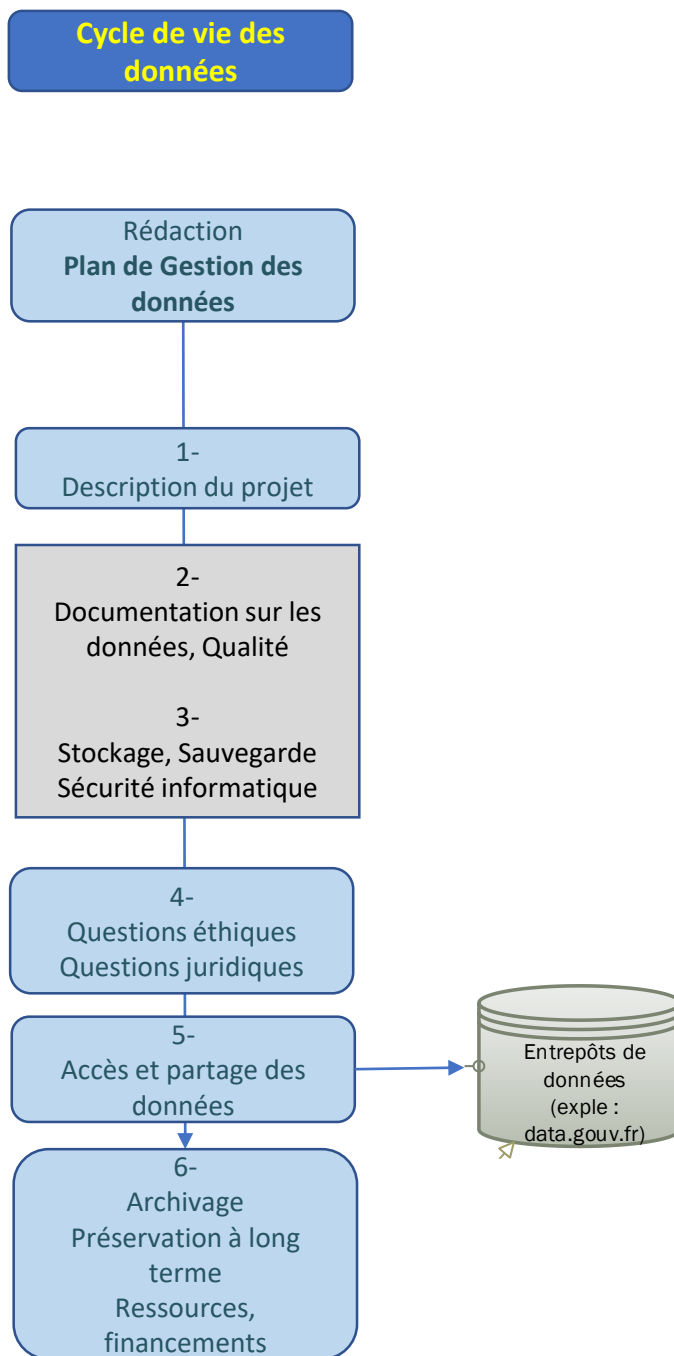 Cycle de vie des
données
Rédaction
Plan de Gestion des
données
1-
Description du projet
2-
Documentation sur les
données, Qualité
3-
Stockage, Sauvegarde
Sécurité informatique
4-
Questions éthiques
Questions juridiques
5-
Accès et partage des
données
Entrepôts de
données
(exple :
data.gouv.fr)
6-
Archivage
Préservation à long
terme
Ressources,
financements